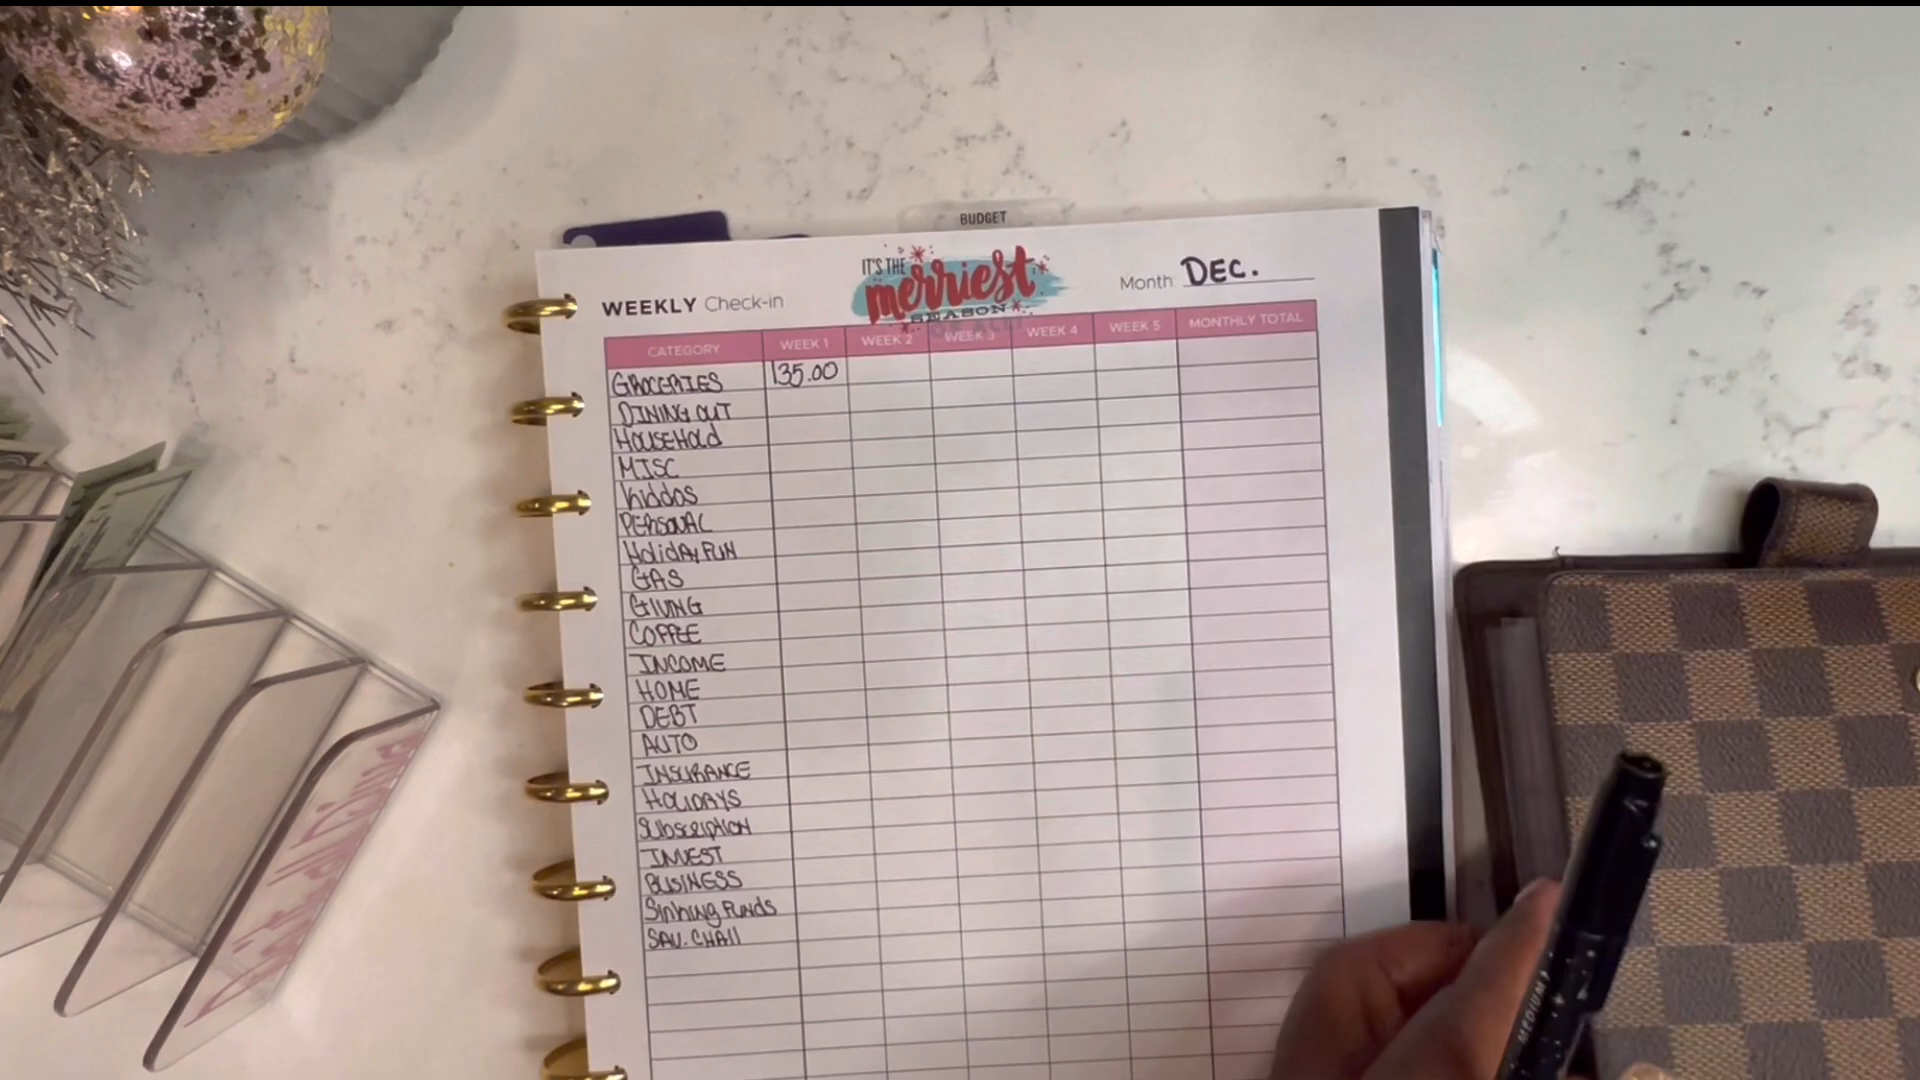 BUDGET
IT'S THE
merriest
SEASON
WEEKLY Check-in
Month DEC.
CATEGORY WEEK 1 WEEK 2 WEEK 3 WEEK 4 WEEK 5 MONTHLY TOTAL
GROCERIES 135.00
DINING OUT
HOUSEHOLD
MISC
KIDDOS
PERSONAL
HOLIDAY FUN
GAS
GIVING
COFFEE
INCOME
HOME
DEBT
AUTO
INSURANCE
HOLIDAYS
SUBSCRIPTION
INVEST
BUSINESS
Sinking FUNDS
SAV. CHALL
MEDIUM